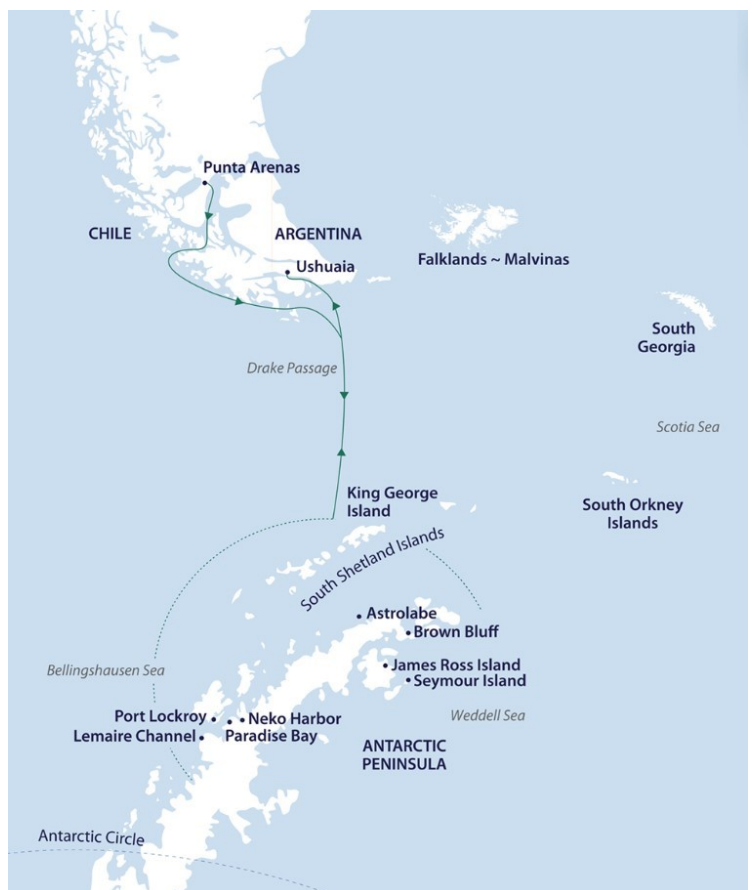 Punta Arenas
CHILE
ARGENTINA
Ushuaia
Falklands ~ Malvinas
South
Georgia
Drake Passage
Scotia Sea
King George
Island
South Orkney
Islands
South Shetland Islands
Astrolabe
Brown Bluff
Bellingshausen Sea
James Ross Island
Seymour Island
Port Lockroy
Neko Harbor
Weddell Sea
Lemaire Channel
Paradise Bay
ANTARCTIC
PENINSULA
Antarctic Circle